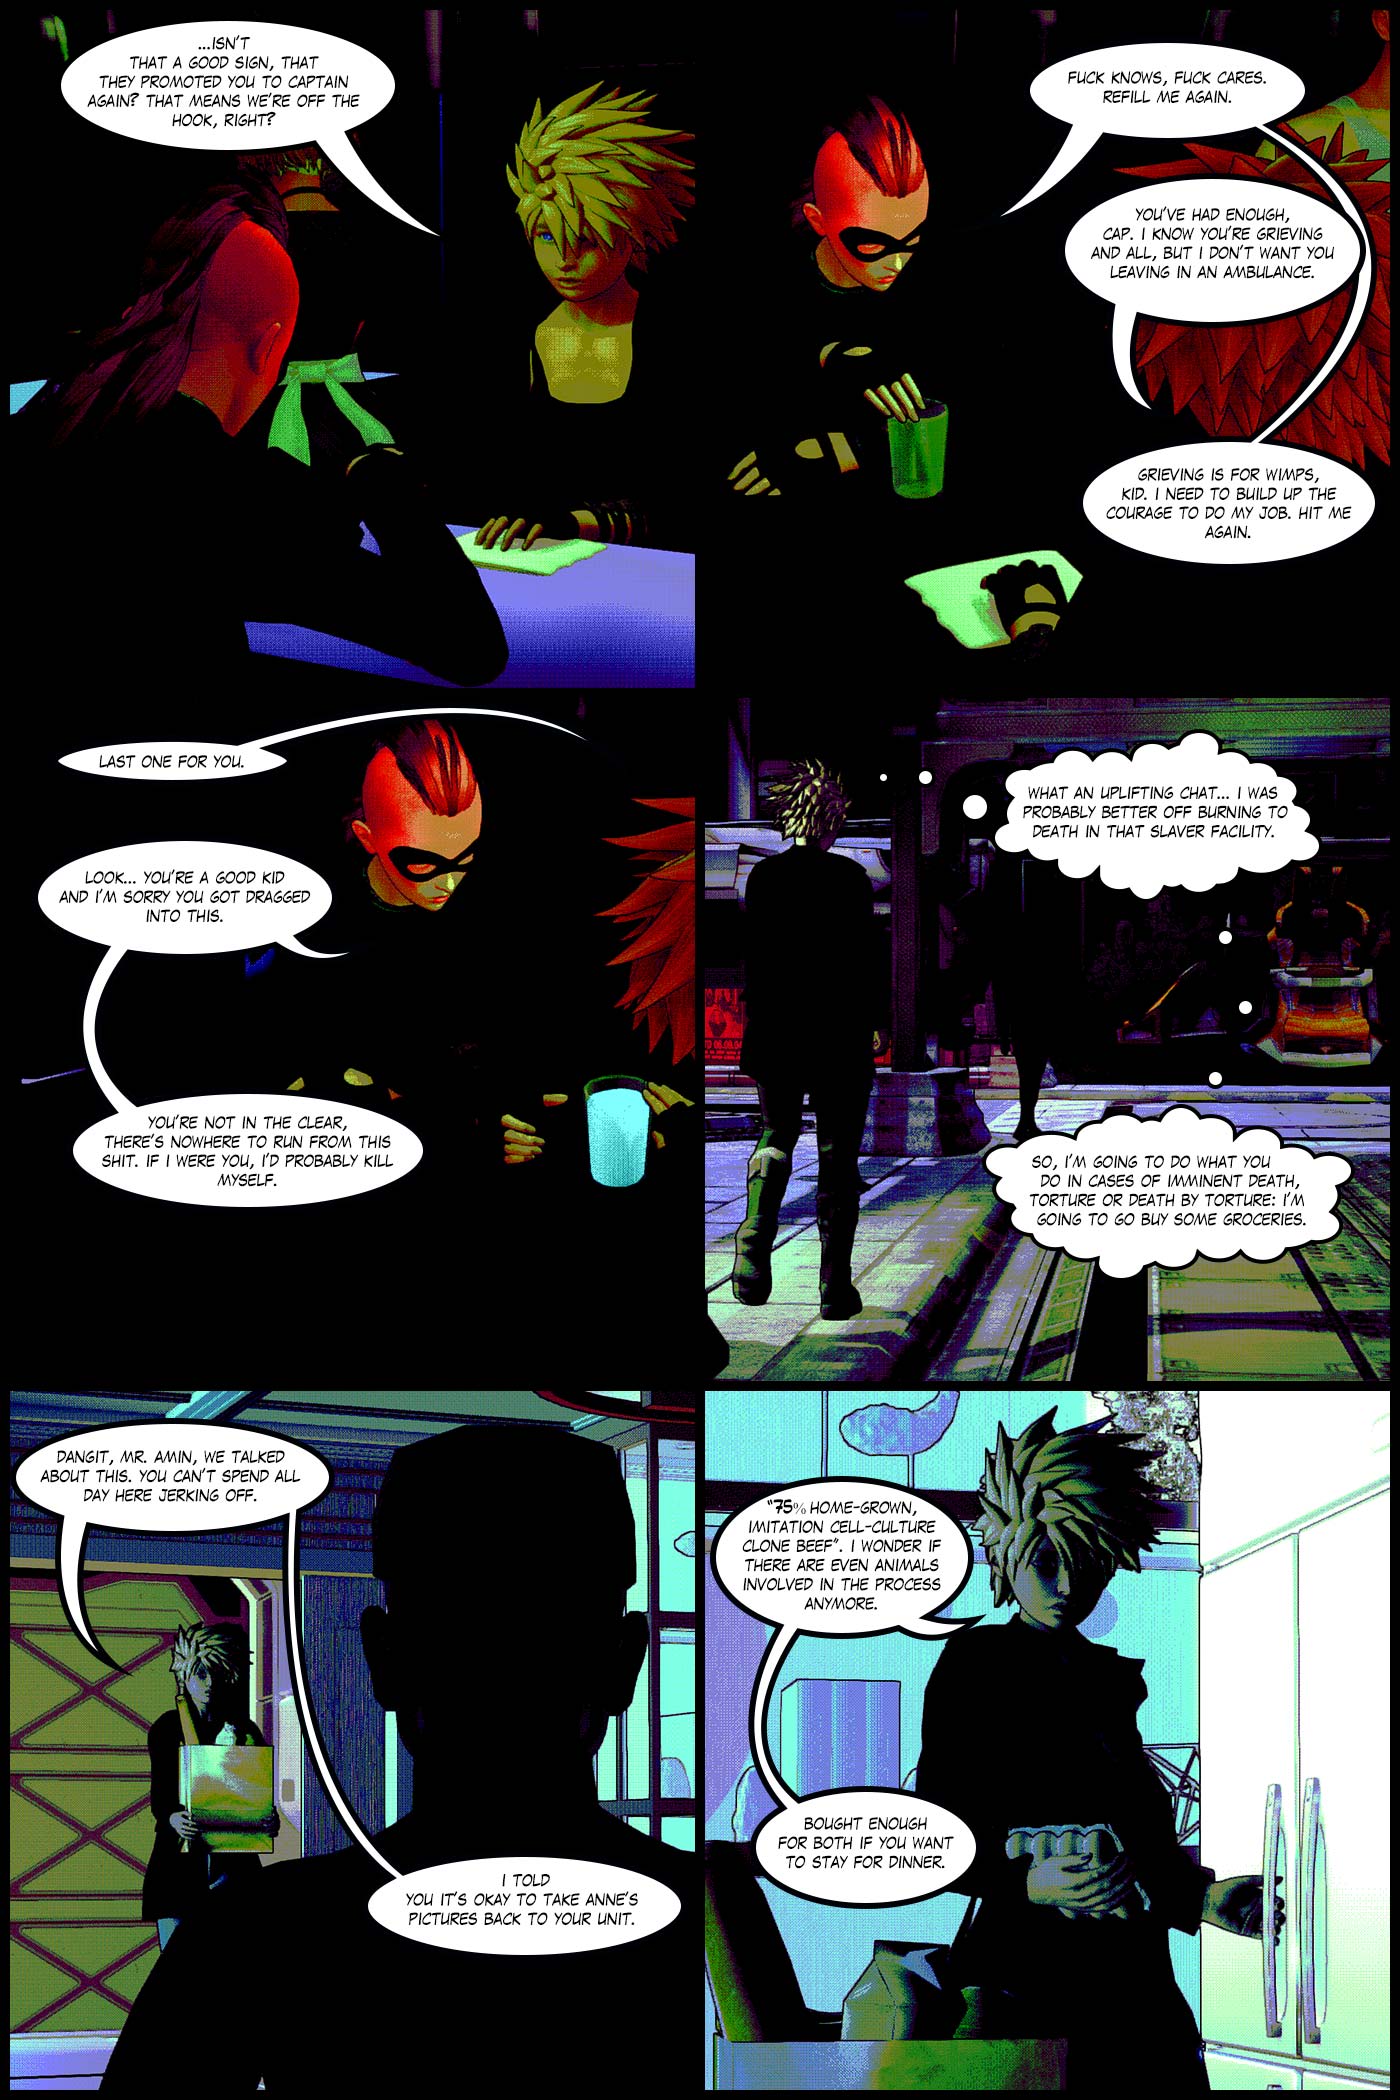 ...ISN'T
THAT A GOOD SIGN, THAT
THEY PROMOTED YOU TO CAPTAIN
AGAIN? THAT MEANS WE'RE OFF THE
HOOK, RIGHT?
FUCK KNOWS, FUCK CARES.
REFILL ME AGAIN.
YOU'VE HAD ENOUGH,
CAP. I KNOW YOU'RE GRIEVING
AND ALL, BUT I DON'T WANT YOU
LEAVING IN AN AMBULANCE.
GRIEVING IS FOR WIMPS,
KID. I NEED TO BUILD UP THE
COURAGE TO DO MY JOB. HIT ME
AGAIN.
LAST ONE FOR YOU.
LOOK... YOU'RE A GOOD KID
AND I'M SORRY YOU GOT DRAGGED
INTO THIS.
YOU'RE NOT IN THE CLEAR,
THERE'S NOWHERE TO RUN FROM THIS
SHIT. IF I WERE YOU, I'D PROBABLY KILL
MYSELF.
WHAT AN UPLIFTING CHAT... I WAS
PROBABLY BETTER OFF BURNING TO
DEATH IN THAT SLAVER FACILITY.
SO, I'M GOING TO DO WHAT YOU
DO IN CASES OF IMMINENT DEATH,
TORTURE OR DEATH BY TORTURE: I'M
GOING TO GO BUY SOME GROCERIES.
DANGIT, MR. AMIN, WE TALKED
ABOUT THIS. YOU CAN'T SPEND ALL
DAY HERE JERKING OFF.
I TOLD
YOU IT'S OKAY TO TAKE ANNE'S
PICTURES BACK TO YOUR UNIT.
"75% HOME-GROWN,
IMITATION CELL-CULTURE
CLONE BEEF". I WONDER IF
THERE ARE EVEN ANIMALS
INVOLVED IN THE PROCESS
ANYMORE.
BOUGHT ENOUGH
FOR BOTH IF YOU WANT
TO STAY FOR DINNER.